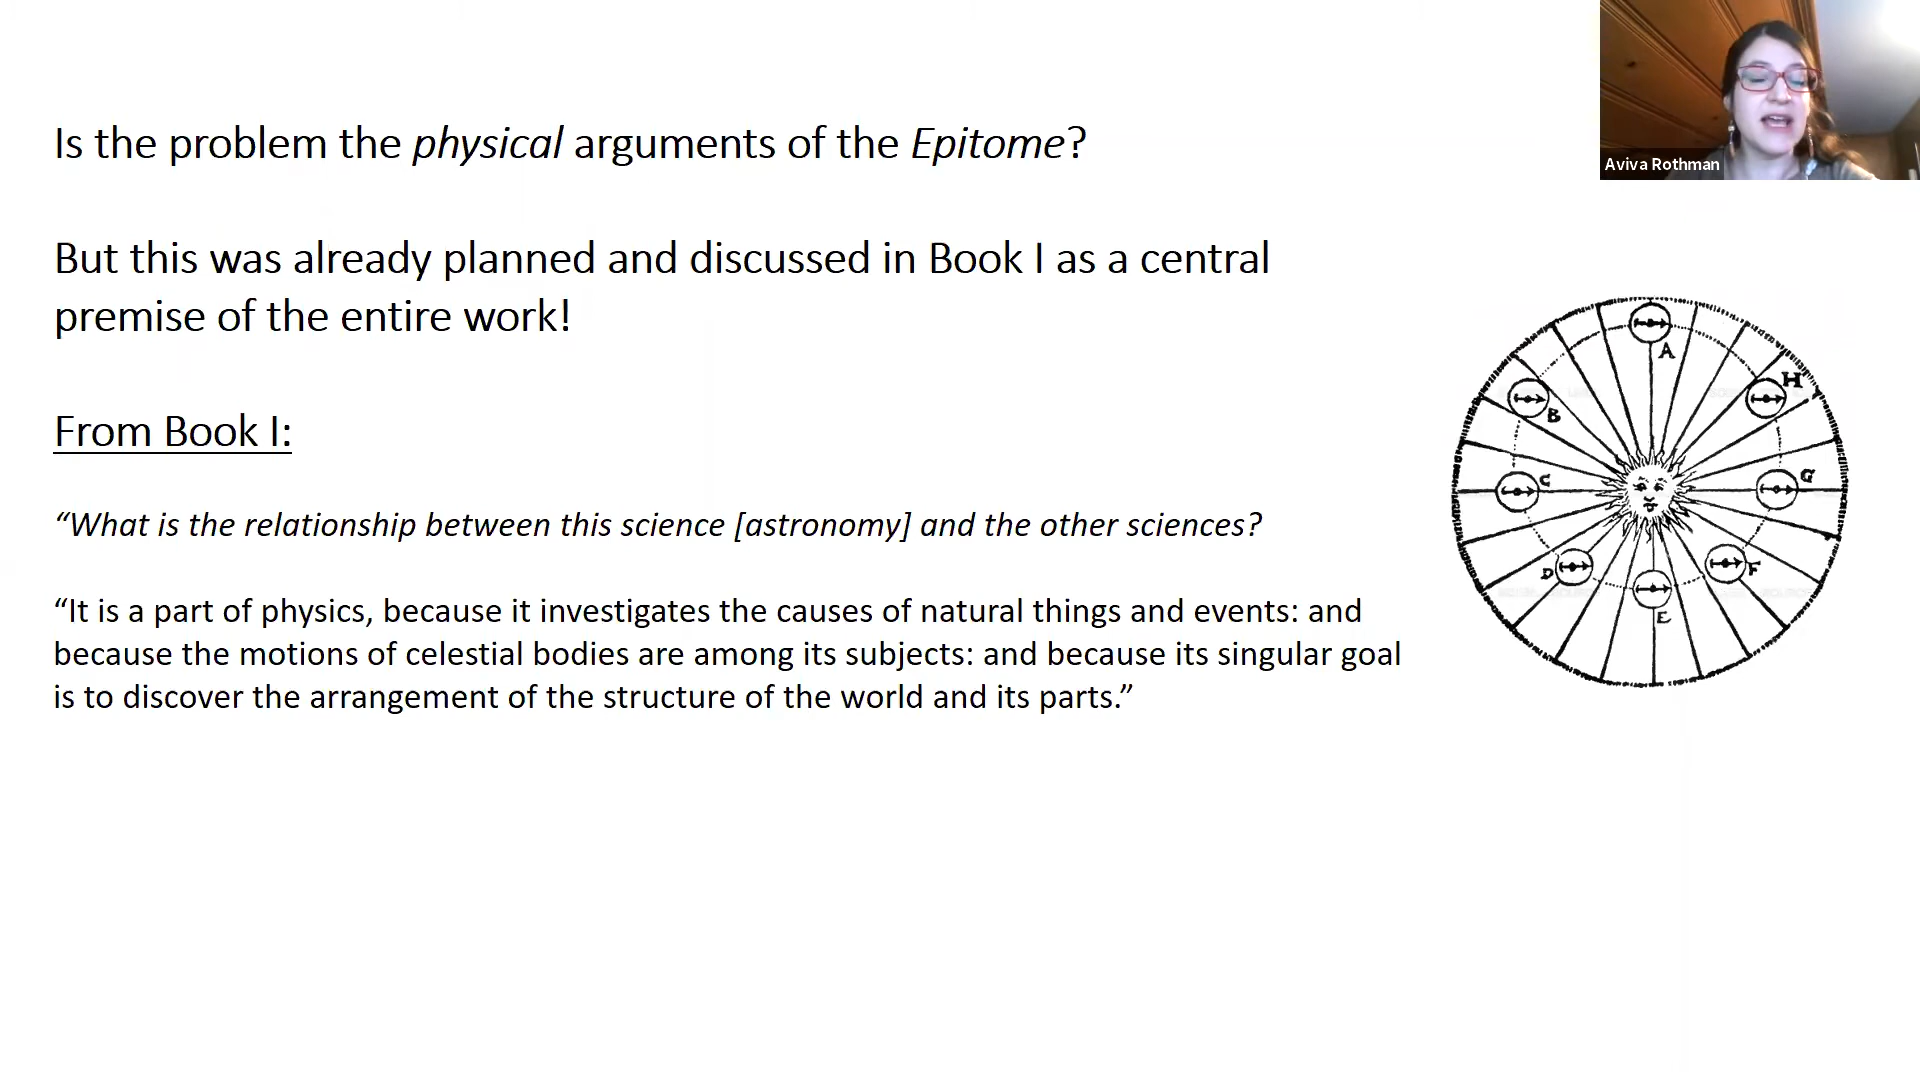 Is the problem the physical arguments of the Epitome?
Aviva Rothman
But this was already planned and discussed in Book I as a central
premise of the entire work!
From Book I:
“What is the relationship between this science [astronomy] and the other sciences?
“It is a part of physics, because it investigates the causes of natural things and events: and
because the motions of celestial bodies are among its subjects: and because its singular goal
is to discover the arrangement of the structure of the world and its parts.”
A
H
B
C
G
D
F
E